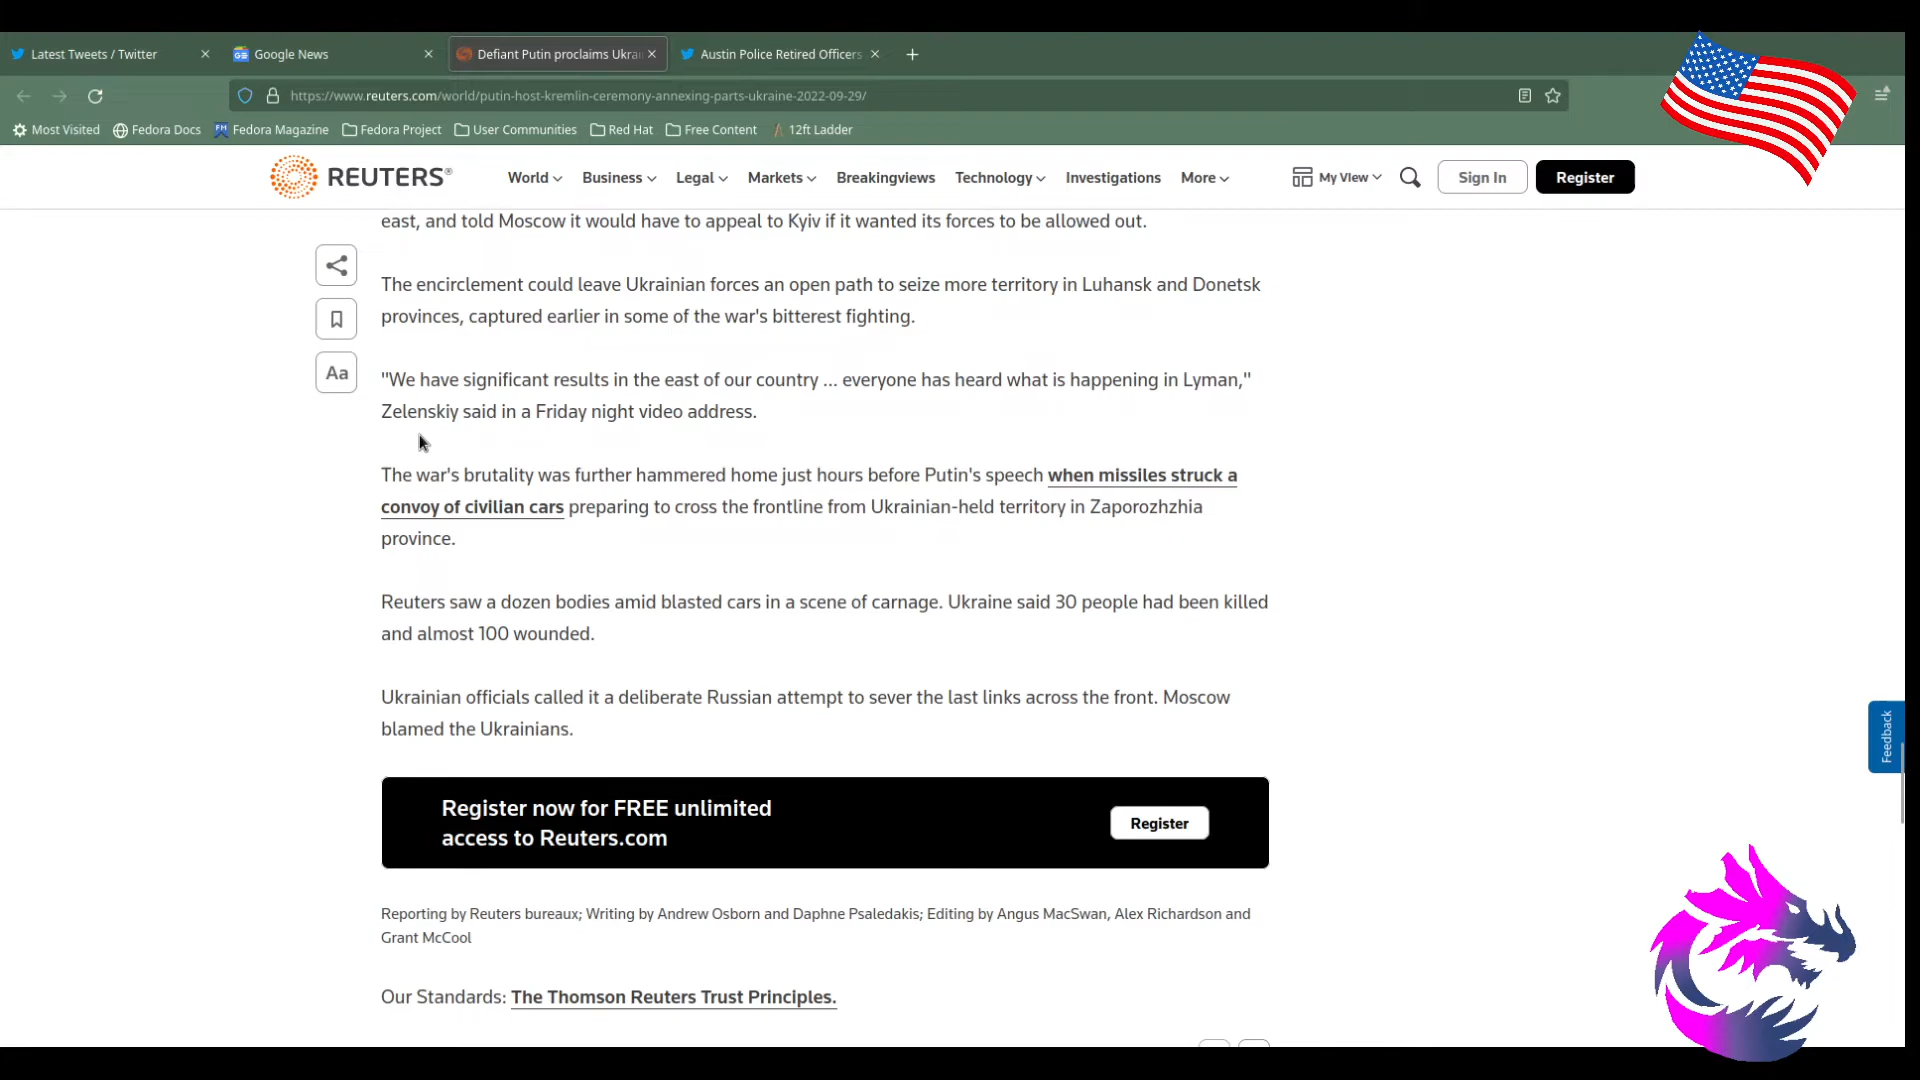 Latest Tweets / Twitter
Google News
Defiant Putin proclaims Ukra
Austin Police Retired Officers
https://www.reuters.com/world/putin-host-kremlin-ceremony-annexing-parts-ukraine-2022-09-29/
Most Visited
Fedora Docs
Fedora Magazine
Fedora Project
User Communities
Red Hat
Free Content
12ft Ladder
REUTERS®
World
Business
Legal
Markets
Breakingviews
Technology
Investigations
More
My View
Sign In
Register
east, and told Moscow it would have to appeal to Kyiv if it wanted its forces to be allowed out.
The encirclement could leave Ukrainian forces an open path to seize more territory in Luhansk and Donetsk
provinces, captured earlier in some of the war's bitterest fighting.
Aa
"We have significant results in the east of our country ... everyone has heard what is happening in Lyman,"
Zelenskiy said in a Friday night video address.
The war's brutality was further hammered home just hours before Putin's speech when missiles struck a
convoy of civilian cars preparing to cross the frontline from Ukrainian-held territory in Zaporozhzhia
province.
Reuters saw a dozen bodies amid blasted cars in a scene of carnage. Ukraine said 30 people had been killed
and almost 100 wounded.
Ukrainian officials called it a deliberate Russian attempt to sever the last links across the front. Moscow
blamed the Ukrainians.
Feedback
Register now for FREE unlimited
access to Reuters.com
Register
Reporting by Reuters bureaux; Writing by Andrew Osborn and Daphne Psaledakis; Editing by Angus MacSwan, Alex Richardson and
Grant McCool
Our Standards: The Thomson Reuters Trust Principles.